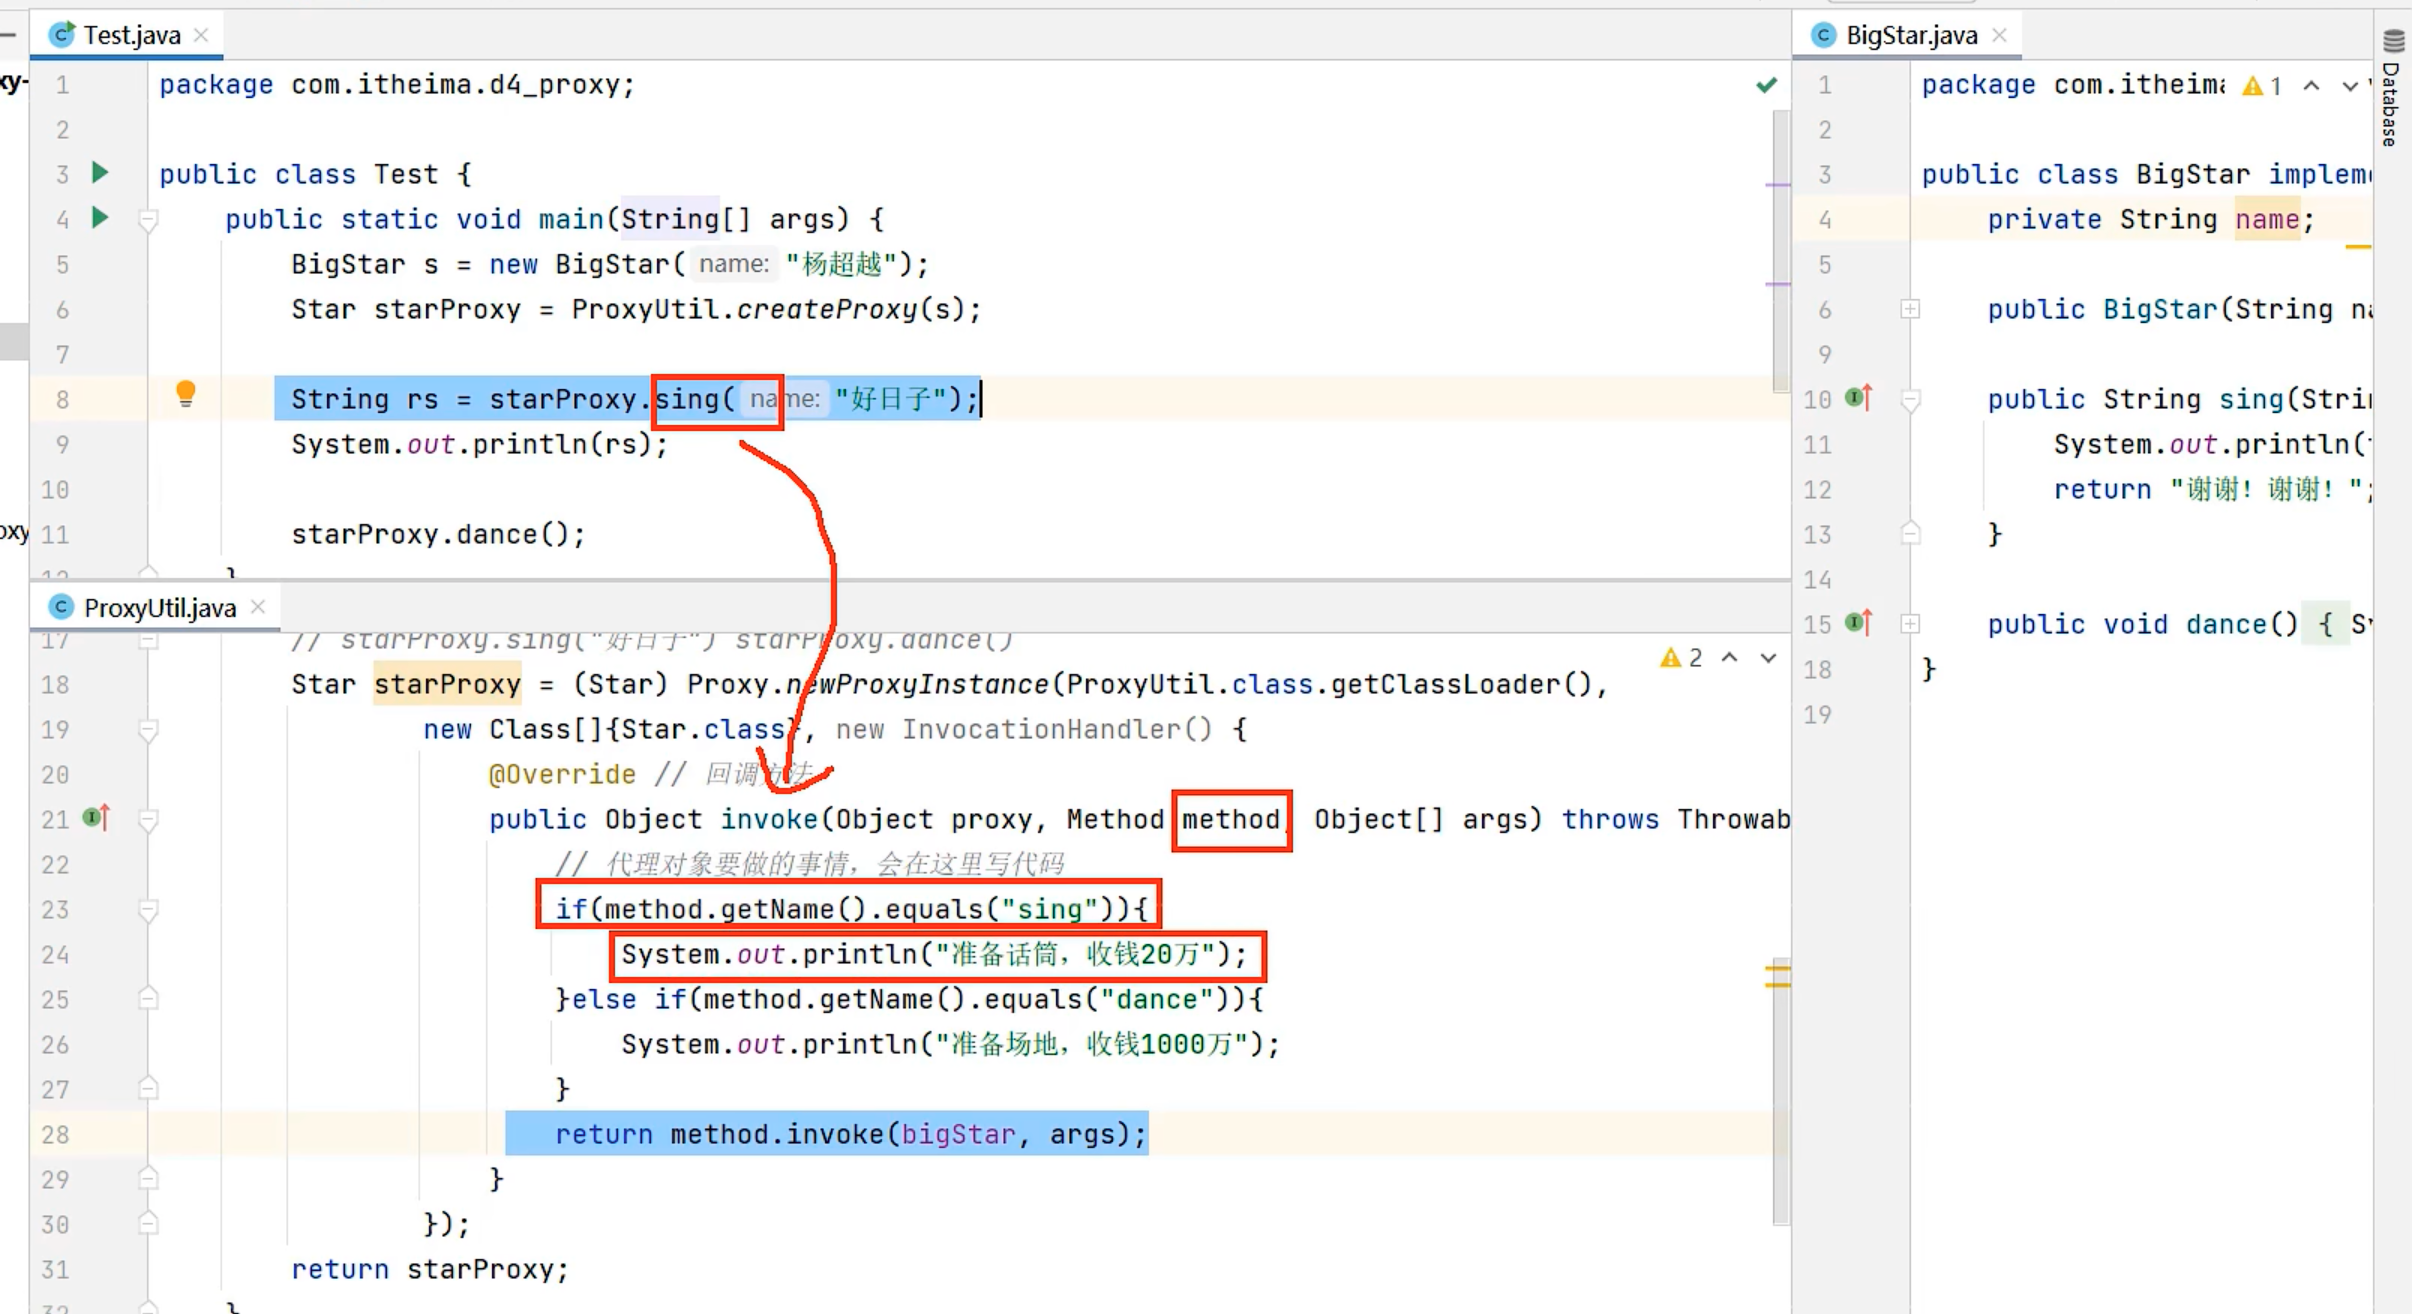 Test.java
1 package com.itheima.d4_proxy;
2
3 public class Test {
4 public static void main(String[] args) {
5 BigStar s = new BigStar( name: "杨超越");
6 Star starProxy = ProxyUtil.createProxy(s);
7
8 String rs = starProxy.sing( name: "好日子");
9 System.out.println(rs);
10
11 starProxy.dance();
12 }
ProxyUtil.java
17 // starProxy.sing("好日子") starProxy.dance()
2
18 Star starProxy = (Star) Proxy.newProxyInstance(ProxyUtil.class.getClassLoader(),
19 new Class[]{Star.class}, new InvocationHandler() {
20 @Override // 回调方法
21 public Object invoke(Object proxy, Method method, Object[] args) throws Throwab
22 // 代理对象要做的事情，会在这里写代码
23 if(method.getName().equals("sing")){
24 System.out.println("准备话筒，收钱20万");
25 }else if(method.getName().equals("dance")){
26 System.out.println("准备场地，收钱1000万");
27 }
28 return method.invoke(bigStar, args);
29 }
30 });
31 return starProxy;
32 }
BigStar.java
1 package com.itheima
1
2
3 public class BigStar implem
4 private String name;
5
6 public BigStar(String na
9
10 public String sing(Stri
11 System.out.println(
12 return "谢谢！谢谢！";
13 }
14
15 public void dance() { S
18 }
19
Database
xy-
oxy